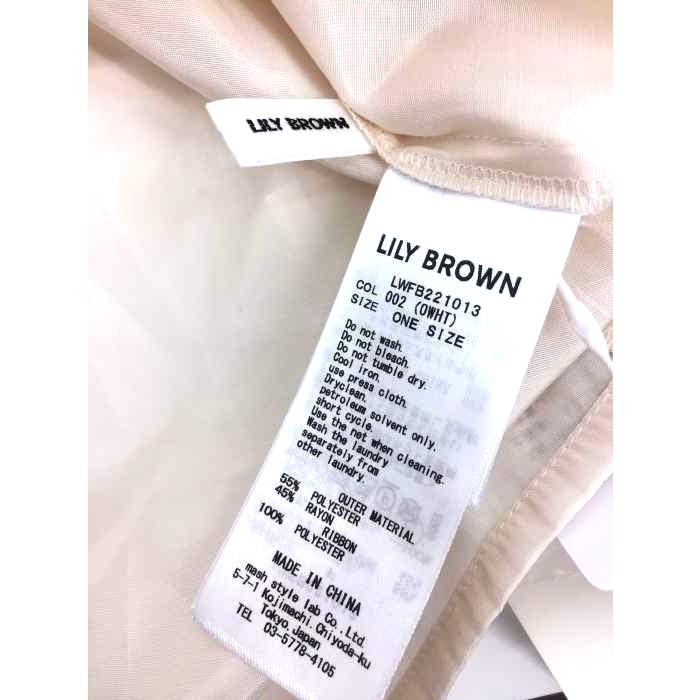 LILY BROWN
LILY BROWN
LWFB221013
COL 002 (OWHT)
SIZE ONE SIZE
Do not wash.
Do not bleach.
Do not tumble dry.
Cool iron.
use press cloth.
Dryclean.
petroleum solvent only.
short cycle.
Use the net when cleaning.
Wash the laundry
separately from
other laundry.
OUTER MATERIAL
55% POLYESTER
45% RAYON
RIBBON
100% POLYESTER
MADE IN CHINA
mash style lab Co.,Ltd.
5-7-1 Kojimachi,Chiyoda-ku
Tokyo,Japan
TEL 03-5778-4105